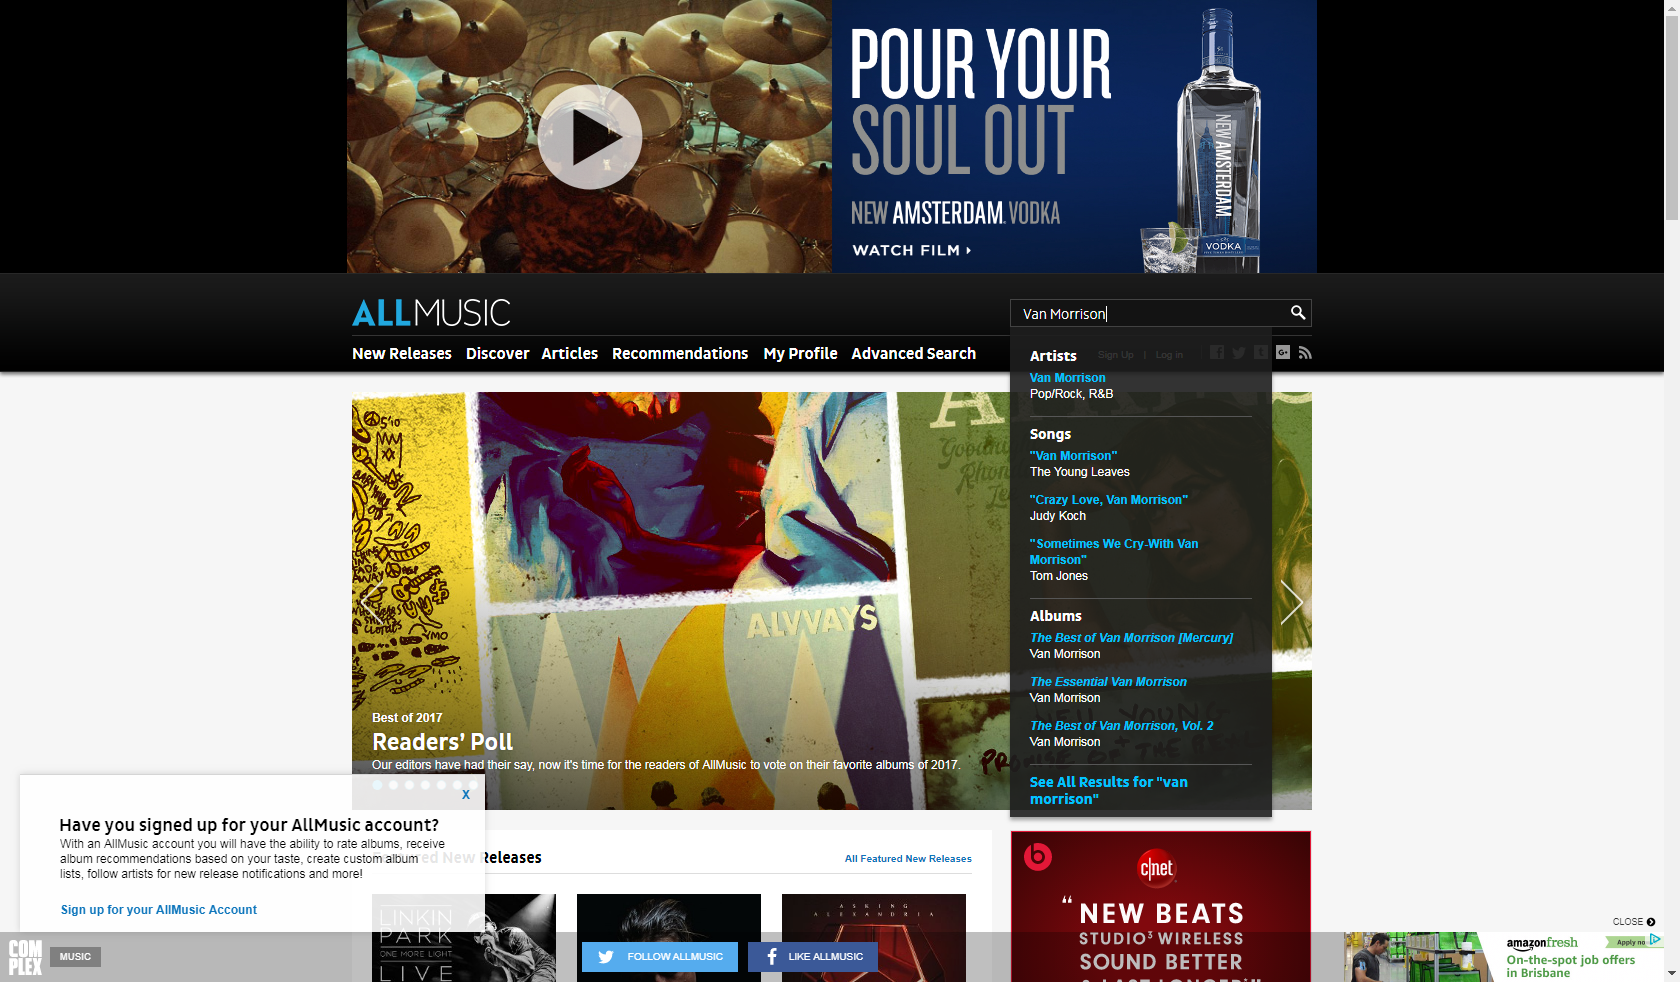 POUR YOUR
SOUL OUT
NEW AMSTERDAM. VODKA
WATCH FILM
NEW AMSTERDAM
VODKA
ALLMUSIC
Van Morrison
New Releases Discover Articles Recommendations My Profile Advanced Search
Sign Up | Log in
Artists
Van Morrison
Pop/Rock, R&B
Songs
"Van Morrison"
The Young Leaves
"Crazy Love, Van Morrison"
Judy Koch
"Sometimes We Cry-With Van
Morrison"
Tom Jones
Albums
The Best of Van Morrison [Mercury]
Van Morrison
The Essential Van Morrison
Van Morrison
The Best of Van Morrison, Vol. 2
Van Morrison
See All Results for "van
morrison"
ALVVAYS
Best of 2017
Readers' Poll
Our editors have had their say, now it's time for the readers of AllMusic to vote on their favorite albums of 2017.
X
Have you signed up for your AllMusic account?
With an AllMusic account you will have the ability to rate albums, receive
album recommendations based on your taste, create custom album
lists, follow artists for new release notifications and more!
Sign up for your AllMusic Account
Featured New Releases
All Featured New Releases
LINKIN
PARK
ONE MORE LIGHT
LIVE
ASKING
ALEXANDRIA
c|net
“ NEW BEATS
STUDIO3 WIRELESS
SOUND BETTER
& LAST LONGER
COMPLEX
MUSIC
FOLLOW ALLMUSIC
LIKE ALLMUSIC
CLOSE
amazonfresh
Apply now
On-the-spot job offers
in Brisbane